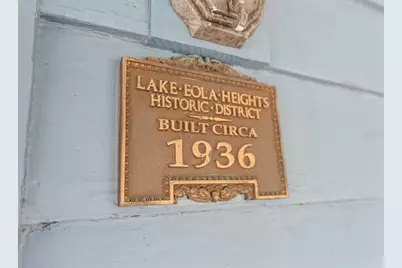 LAKE·EOLA·HEIGHTS
HISTORIC·DISTRICT
BUILT CIRCA
1936